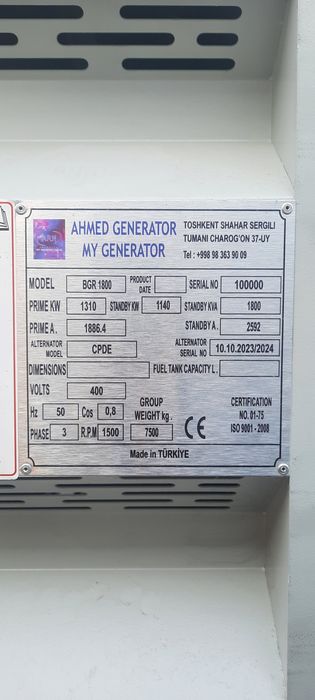 AHMED GENERATOR
MY GENERATOR
TOSHKENT SHAHAR SERGILI
TUMANI CHAROG'ON 37-UY
Tel : +998 98 363 90 09
MODEL BGR 1800 PRODUCT DATE SERIAL NO 100000
PRIME KW 1310 STANDBY KW 1140 STANDBY KVA 1800
PRIME A. 1886.4 STANDBY A. 2592
ALTERNATOR MODEL CPDE ALTERNATOR SERIAL NO 10.10.2023/2024
DIMENSIONS FUEL TANK CAPACITY L.
VOLTS 400
Hz 50 Cos 0,8 GROUP WEIGHT kg. CERTIFICATION NO. 01-75
PHASE 3 R.P.M 1500 7500 CE ISO 9001 - 2008
Made in TÜRKİYE